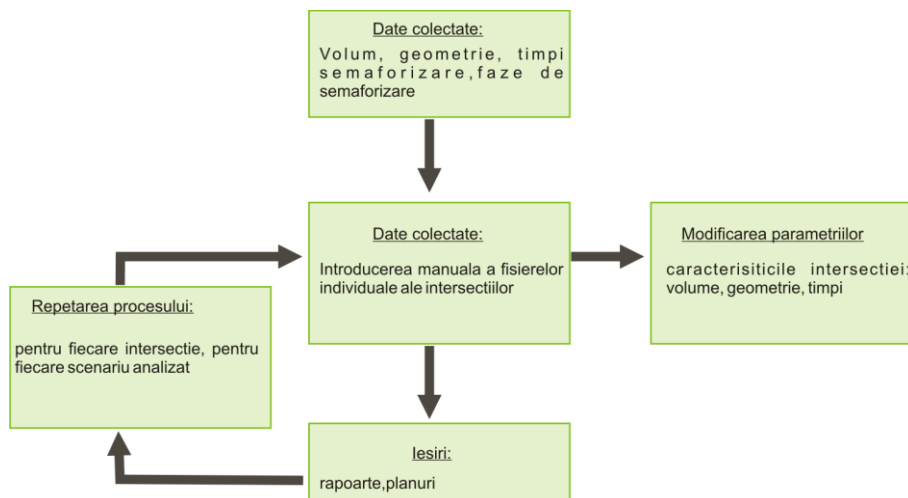 Date colectate:
Volum, geometrie, timpi
semaforizare,faze de
semaforizare
Date colectate:
Introducerea manuala a fisierelor
individuale ale intersectiilor
Modificarea parametriilor
caracterisiticile intersectiei:
volume, geometrie, timpi
Repetarea procesului:
pentru fiecare intersectie, pentru
fiecare scenariu analizat
Iesiri:
rapoarte,planuri